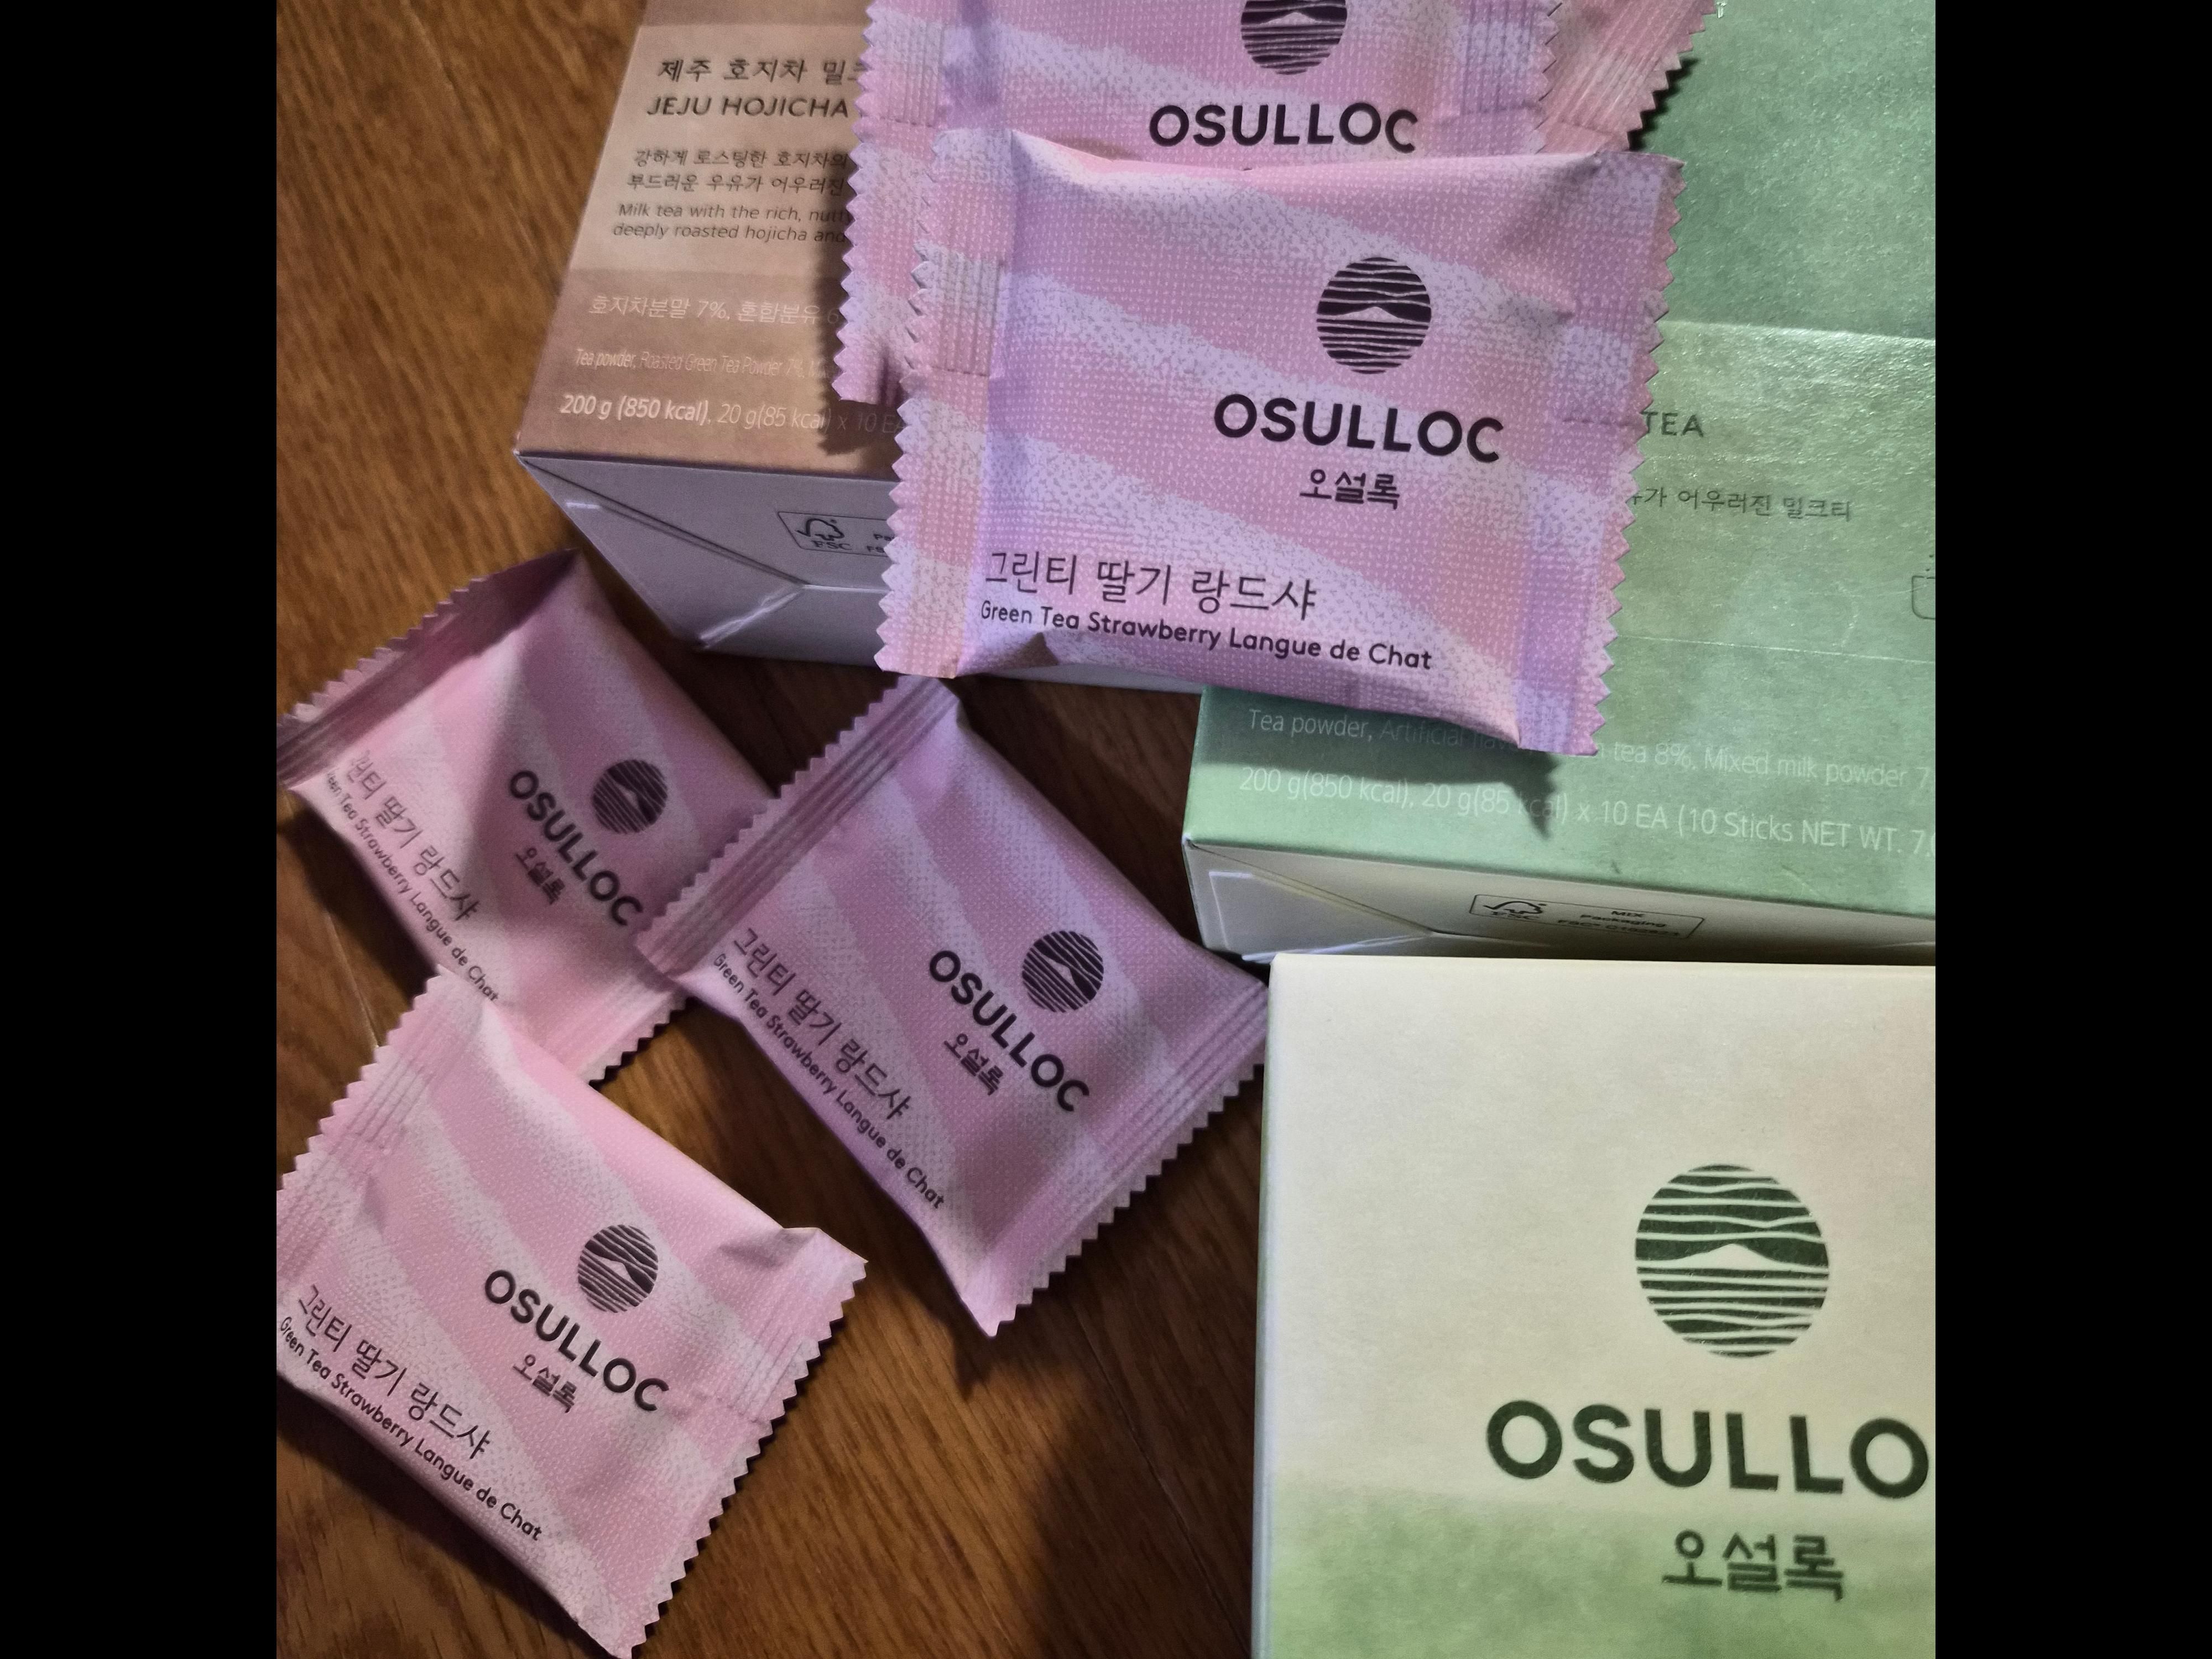 제주 호지차
JEJU HOJICHA
강하게 로스팅한 호지차의
부드러운 우유가 어우러진
Milk tea with the rich,
deeply roasted hojicha and
호지차분말 7%, 혼합분유
Tea powder, Roasted Green Tea Powder 7%,
200 g (850 kcal), 20 g(85 kcal) x 10 EA
FSC
OSULLOC
OSULLOC
오설록
그린티 딸기 랑드샤
Green Tea Strawberry Langue de Chat
TEA
어우러진 밀크티
Tea powder, Artificial tea 8%, Mixed milk powder
200 g(850 kcal), 20 g(85 kcal) x 10 EA (10 Sticks NET WT.
FSC
MIX
Packaging
OSULLOC
오설록
그린티 딸기 랑드샤
Green Tea Strawberry Langue de Chat
OSULLOC
오설록
그린티 딸기 랑드샤
Green Tea Strawberry Langue de Chat
OSULLOC
오설록
그린티 딸기 랑드샤
Green Tea Strawberry Langue de Chat
OSULLO
오설록